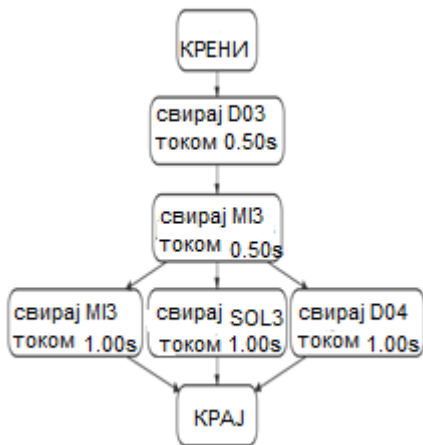 КРЕНИ
свирај D03
током 0.50s
свирај MI3
током 0.50s
свирај MI3
током 1.00s
свирај SOL3
током 1.00s
свирај D04
током 1.00s
КРАЈ